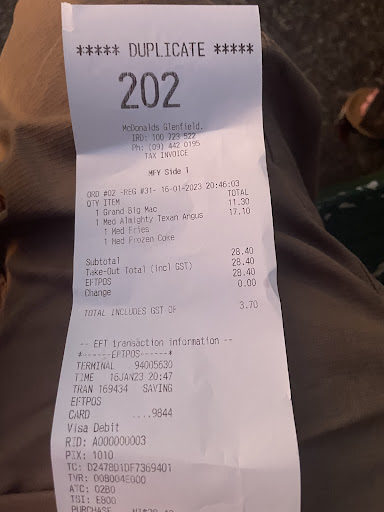 ***** DUPLICATE *****
202
McDonalds Glenfield.
IRD: 100 723 522
Ph: (09) 442 0195
TAX INVOICE
MFY Side 1
ORD #02 -REG #31- 16-01-2023 20:46:03
QTY ITEM TOTAL
1 Grand Big Mac 11.30
1 Med Almighty Texan Angus 17.10
1 Med Fries
1 Med Frozen Coke
Subtotal 28.40
Take-Out Total (incl GST) 28.40
EFTPOS 28.40
Change 0.00
TOTAL INCLUDES GST OF 3.70
-- EFT transaction information --
*------EFTPOS------*
TERMINAL 94005630
TIME 16JAN23 20:47
TRAN 169434 SAVING
EFTPOS
CARD ....9844
Visa Debit
RID: A000000003
PIX: 1010
TC: D2478D1DF7369401
TVR: 008004E000
ATC: 02B0
TSI: E800
PURCHASE